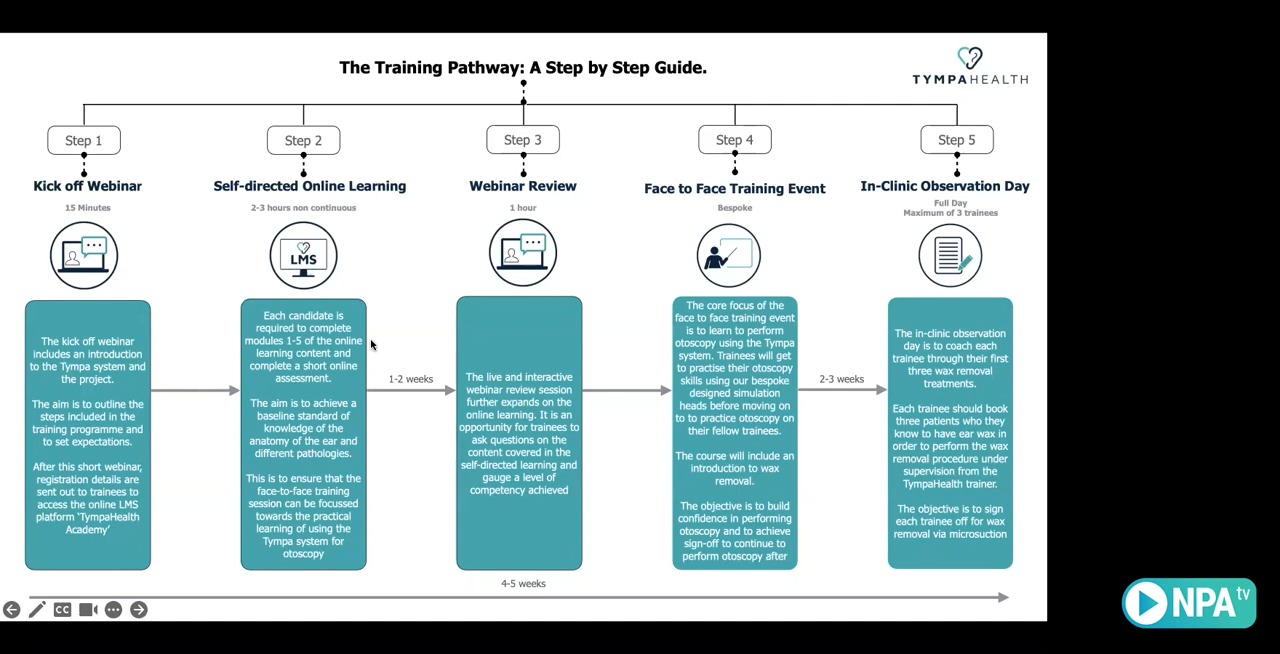 The Training Pathway: A Step by Step Guide.
TYMPAHEALTH
Step 1
Kick off Webinar
15 Minutes
The kick off webinar
includes an introduction
to the Tympa system and
the project.
The aim is to outline the
steps included in the
training programme and
to set expectations.
After this short webinar,
registration details are
sent out to trainees to
access the online LMS
platform 'TympaHealth
Academy'
Step 2
Self-directed Online Learning
2-3 hours non continuous
LMS
Each candidate is
required to complete
modules 1-5 of the online
learning content and
complete a short online
assessment.
The aim is to achieve a
baseline standard of
knowledge of the
anatomy of the ear and
different pathologies.
This is to ensure that the
face-to-face training
session can be focussed
towards the practical
learning of using the
Tympa system for
otoscopy
1-2 weeks
Step 3
Webinar Review
1 hour
The live and interactive
webinar review session
further expands on the
online learning. It is an
opportunity for trainees to
ask questions on the
content covered in the
self-directed learning and
gauge a level of
competency achieved
Step 4
Face to Face Training Event
Bespoke
The core focus of the
face to face training event
is to learn to perform
otoscopy using the Tympa
system. Trainees will get
to practise their otoscopy
skills using our bespoke
designed simulation
heads before moving on
to to practice otoscopy on
their fellow trainees.
The course will include an
introduction to wax
removal.
The objective is to build
confidence in performing
otoscopy and to achieve
sign-off to continue to
perform otoscopy after
2-3 weeks
Step 5
In-Clinic Observation Day
Full Day
Maximum of 3 trainees
The in-clinic observation
day is to coach each
trainee through their first
three wax removal
treatments.
Each trainee should book
three patients who they
know to have ear wax in
order to perform the wax
removal procedure under
supervision from the
TympaHealth trainer.
The objective is to sign
each trainee off for wax
removal via microsuction
4-5 weeks
CC
NPA tv